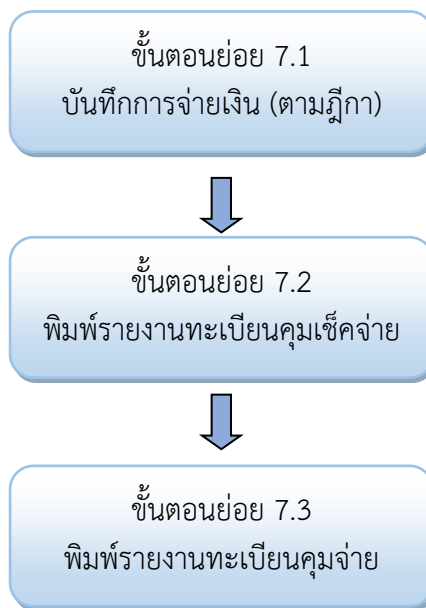 ขั้นตอนย่อย 7.1
บันทึกการจ่ายเงิน (ตามฎีกา)
ขั้นตอนย่อย 7.2
พิมพ์รายงานทะเบียนคุมเช็คจ่าย
ขั้นตอนย่อย 7.3
พิมพ์รายงานทะเบียนคุมจ่าย